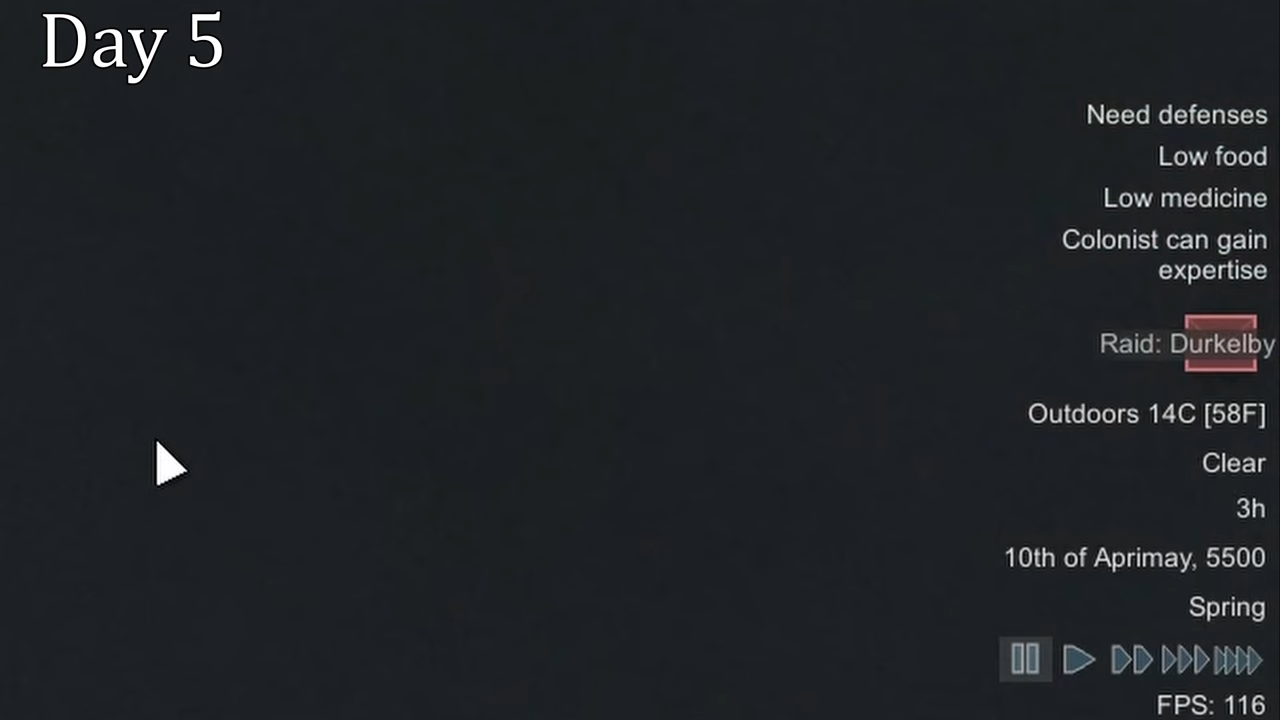 Day 5
Need defenses
Low food
Low medicine
Colonist can gain
expertise
Raid: Durkelby
Outdoors 14C [58F]
Clear
3h
10th of Aprimay, 5500
Spring
FPS: 116